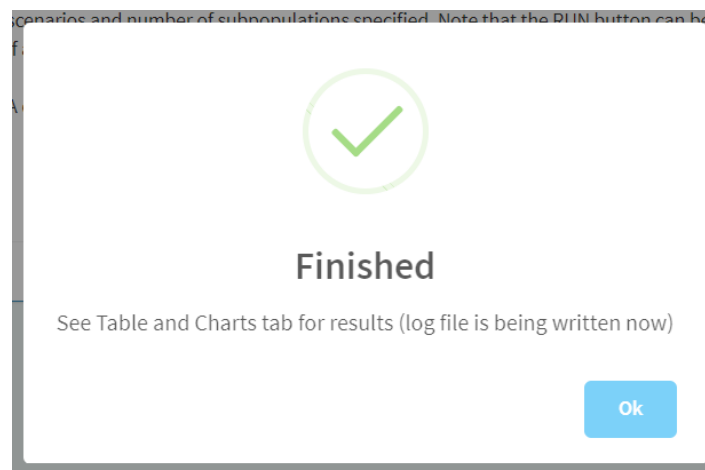 scenarios and number of subpopulations specified. Note that the RUN button can be
Finished
See Table and Charts tab for results (log file is being written now)
Ok